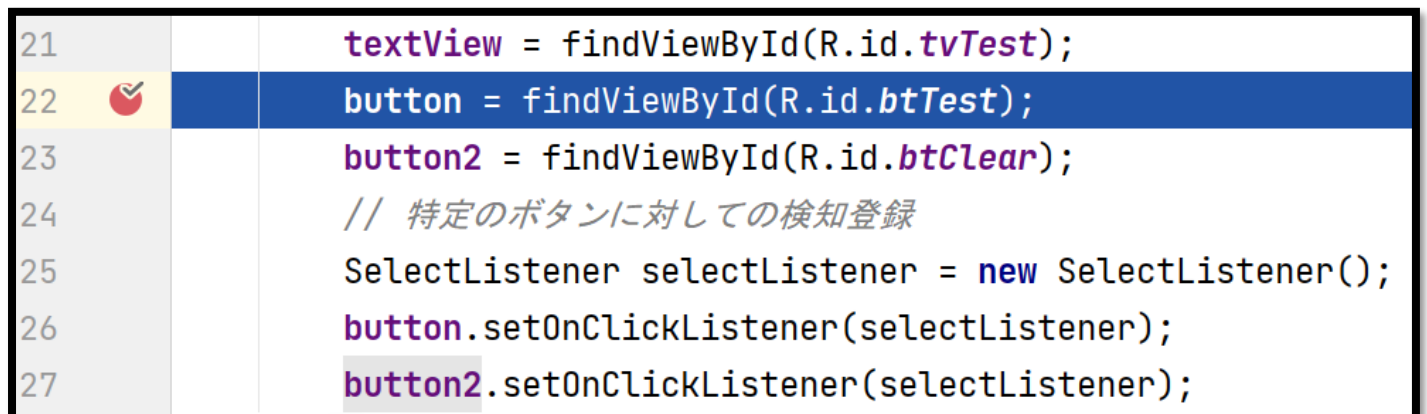 21 textView = findViewById(R.id.tvTest);
22 button = findViewById(R.id.btTest);
23 button2 = findViewById(R.id.btClear);
24 // 特定のボタンに対しての検知登録
25 SelectListener selectListener = new SelectListener();
26 button.setOnClickListener(selectListener);
27 button2.setOnClickListener(selectListener);